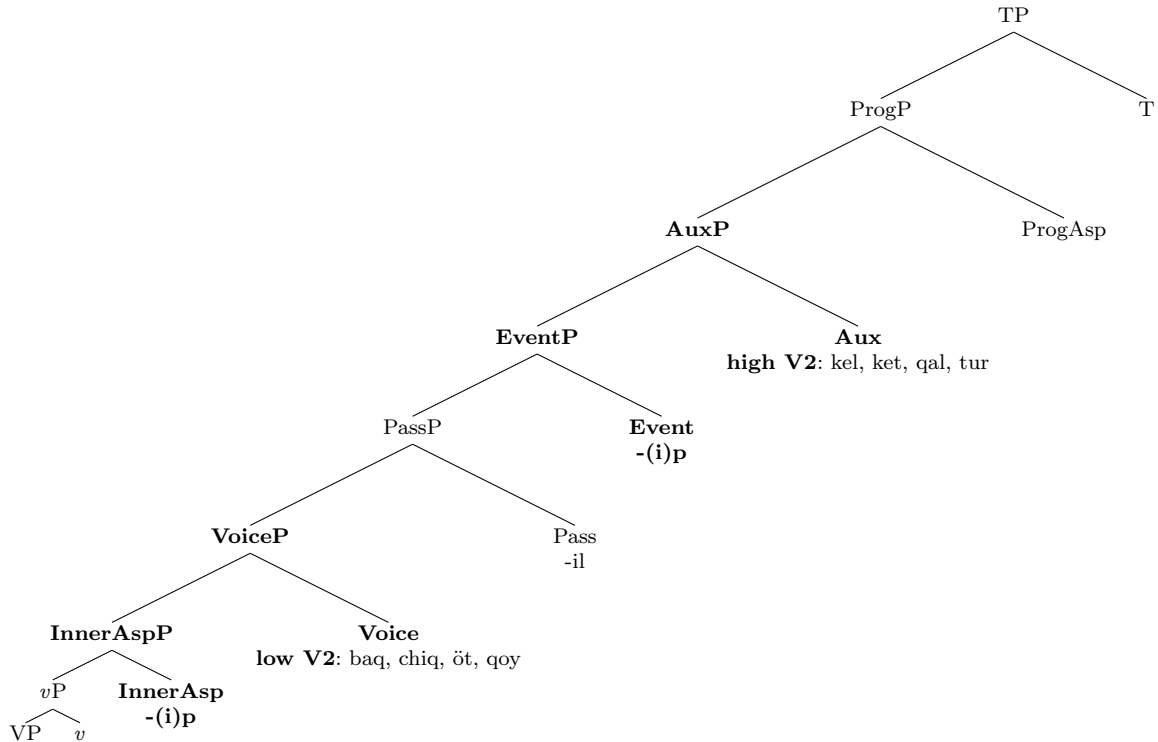 TP
ProgP T
AuxP ProgAsp
EventP Aux
high V2: kel, ket, qal, tur
PassP Event
-(i)p
VoiceP Pass
-il
InnerAspP Voice
low V2: baq, chiq, öt, qoy
vP InnerAsp
-(i)p
VP v